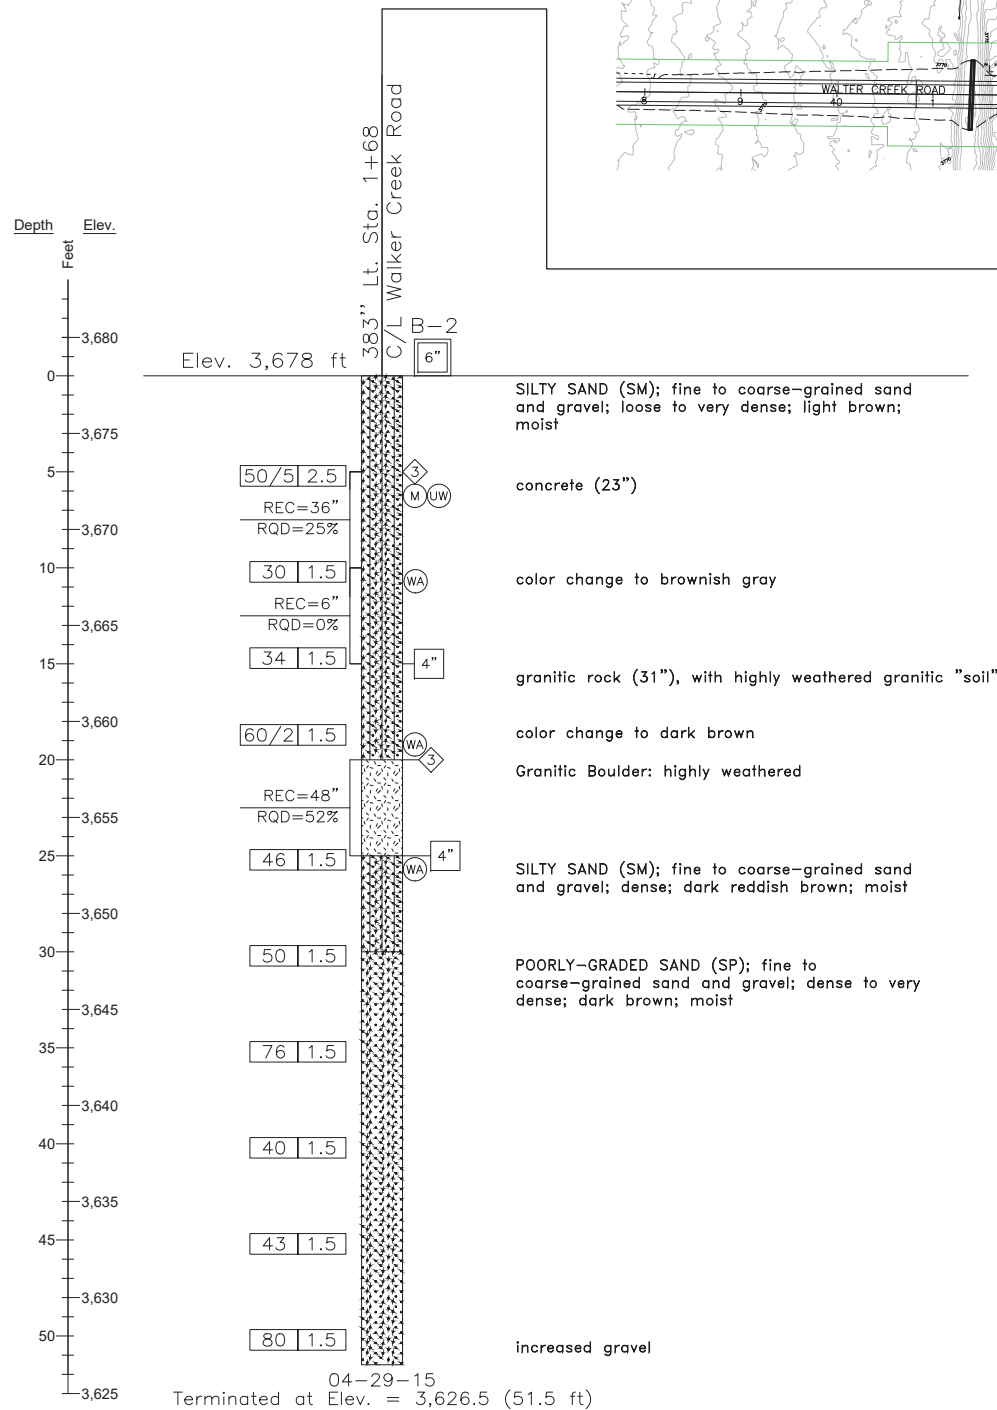 WALTER CREEK ROAD
8
9
40
1
3770
3770
383'' Lt. Sta. 1+68
C/L Walker Creek Road
Depth Elev.
Feet
B-2
6"
Elev. 3,678 ft
3,680
0
SILTY SAND (SM); fine to coarse-grained sand
and gravel; loose to very dense; light brown;
moist
3,675
5
50/5 2.5
3
M UW
concrete (23")
REC=36"
RQD=25%
3,670
10
30 1.5
WA
color change to brownish gray
REC=6"
RQD=0%
3,665
15
34 1.5
4"
granitic rock (31"), with highly weathered granitic "soil"
3,660
60/2 1.5
WA
color change to dark brown
20
3
Granitic Boulder: highly weathered
REC=48"
RQD=52%
3,655
25
46 1.5
4"
WA
SILTY SAND (SM); fine to coarse-grained sand
and gravel; dense; dark reddish brown; moist
3,650
30
50 1.5
POORLY-GRADED SAND (SP); fine to
coarse-grained sand and gravel; dense to very
dense; dark brown; moist
3,645
35
76 1.5
3,640
40
40 1.5
3,635
45
43 1.5
3,630
50
80 1.5
increased gravel
04-29-15
3,625
Terminated at Elev. = 3,626.5 (51.5 ft)